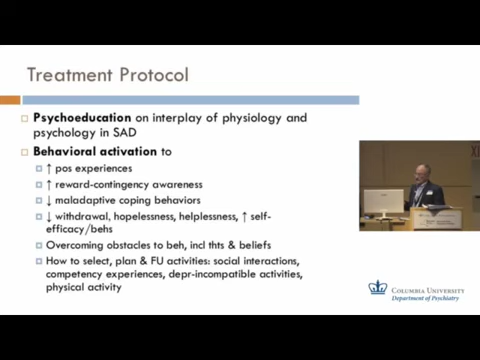 Treatment Protocol
Psychoeducation on interplay of physiology and
psychology in SAD
Behavioral activation to
↑ pos experiences
↑ reward-contingency awareness
↓ maladaptive coping behaviors
↓ withdrawal, hopelessness, helplessness, ↑ self-
efficacy/behs
Overcoming obstacles to beh, incl thts & beliefs
How to select, plan & FU activities: social interactions,
competency experiences, depr-incompatible activities,
physical activity
COLUMBIA UNIVERSITY
Department of Psychiatry